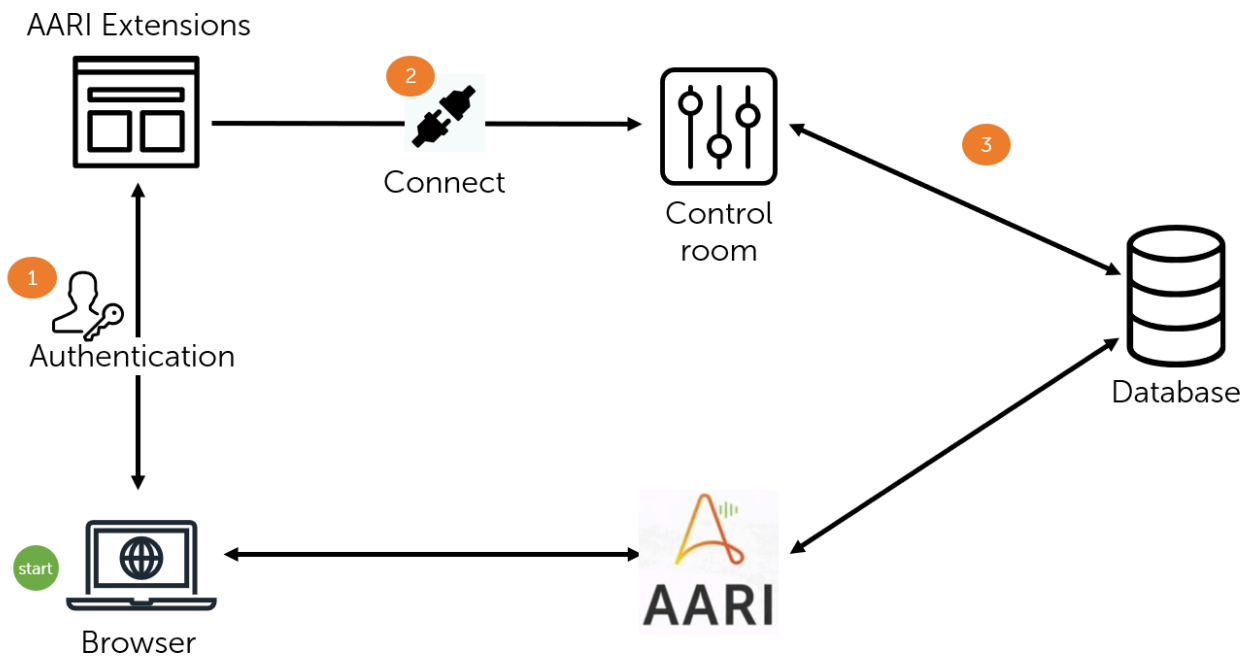 AARI Extensions
2
Connect
Control
room
3
1
Authentication
Database
start
Browser
AARI